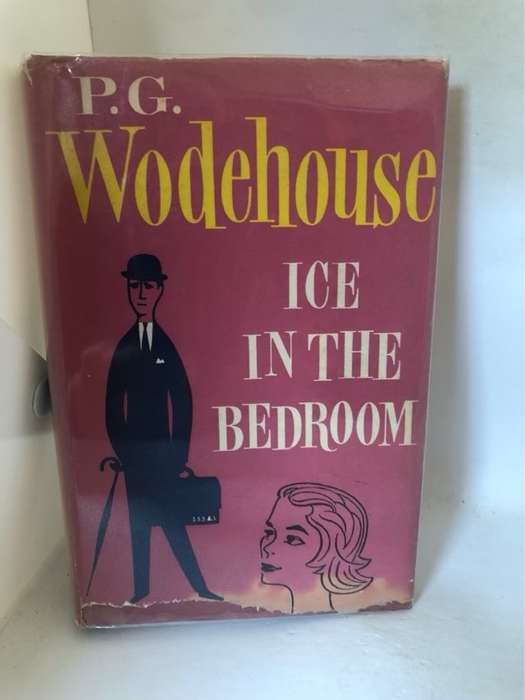 P.G.
Wodehouse
ICE
IN THE
BEDROOM